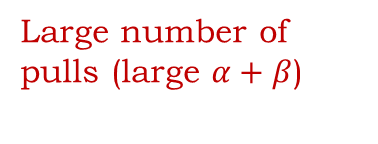 Large number of
pulls (large α + β)